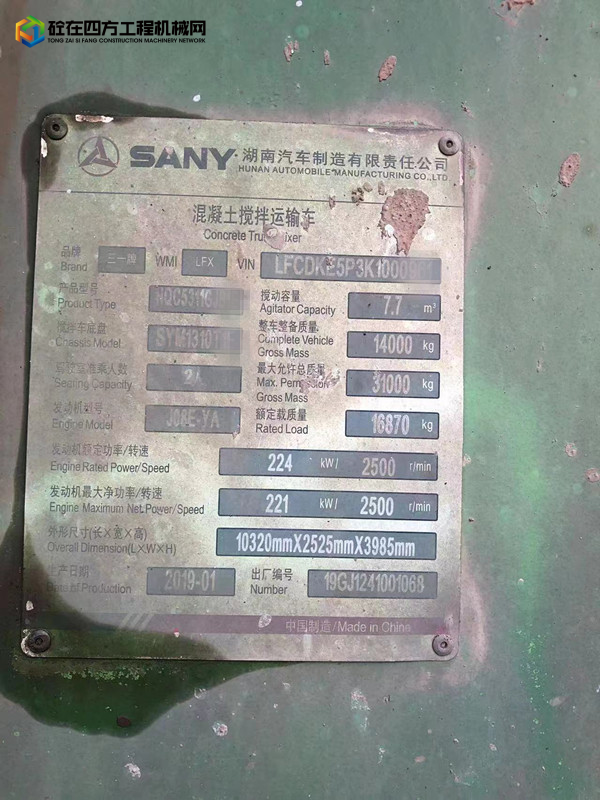 砼在四方工程机械网
TONG ZAI SI FANG CONSTRUCTION MACHINERY NETWORK
SANY 湖南汽车制造有限责任公司
HUNAN AUTOMOBILE MANUFACTURING CO.,LTD
混凝土搅拌运输车
Concrete
品牌 Brand 三一牌 WMI LFX VIN
产品型号 Product Type
搅动容量 Agitator Capacity 7.7 m³
搅拌车底盘 Chassis Model
整车整备质量 Complete Vehicle Gross Mass 14000 kg
驾驶室准乘人数 Seating Capacity
最大允许总质量 Max. Permission Gross Mass 31000 kg
发动机型号 Engine Model J08E-YA
额定载质量 Rated Load 16870 kg
发动机额定功率/转速 Engine Rated Power/Speed 224 kW/ 2500 r/min
发动机最大净功率/转速 Engine Maximum Net Power/Speed 221 kW/ 2500 r/min
外形尺寸(长×宽×高) Overall Dimension(L×W×H) 10320mmX2525mmX3985mm
生产日期 Date of Production 2019-01 出厂编号 Number 19GJ1241001068
中国制造/Made in China